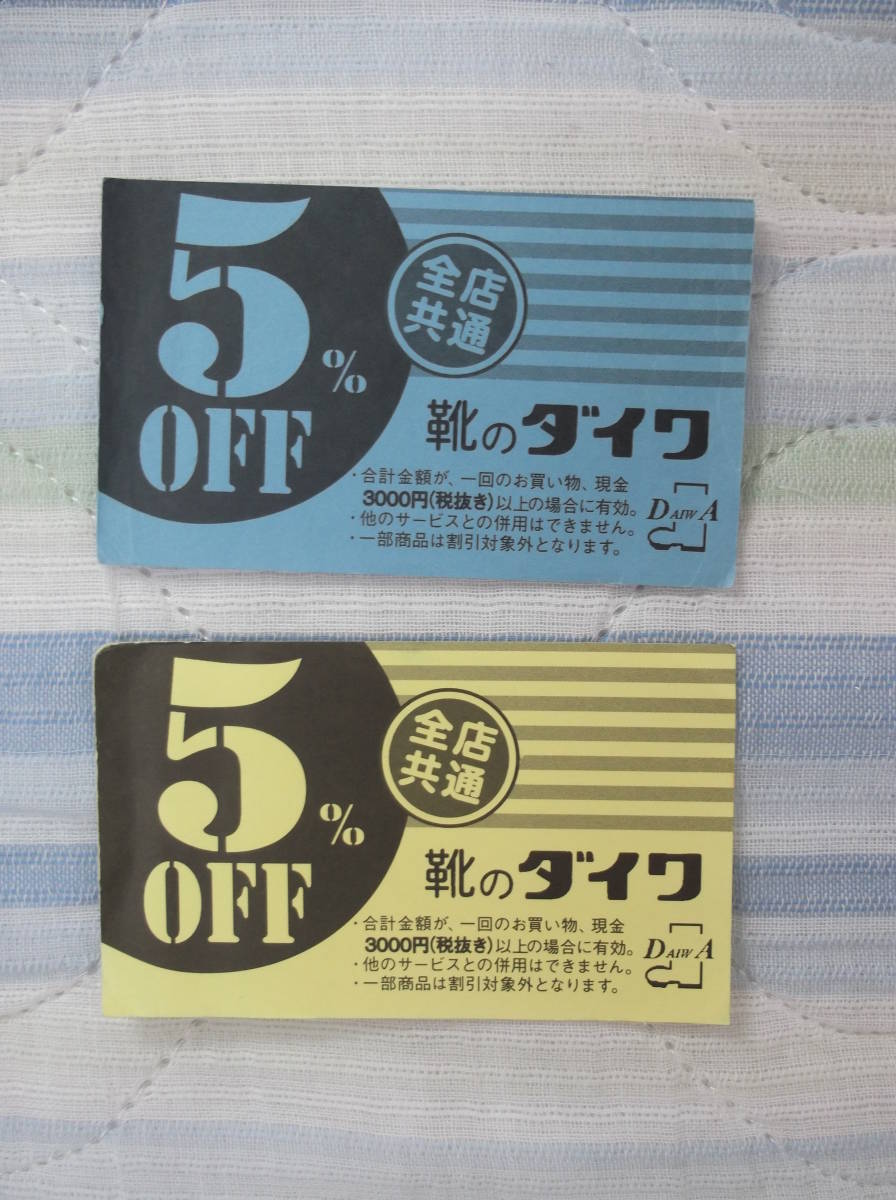 5
%
OFF
全店
共通
靴のダイワ
・合計金額が、一回のお買い物、現金
3000円(税抜き)以上の場合に有効。
・他のサービスとの併用はできません。
・一部商品は割引対象外となります。
DAIWA
5
%
OFF
全店
共通
靴のダイワ
・合計金額が、一回のお買い物、現金
3000円(税抜き)以上の場合に有効。
・他のサービスとの併用はできません。
・一部商品は割引対象外となります。
DAIWA